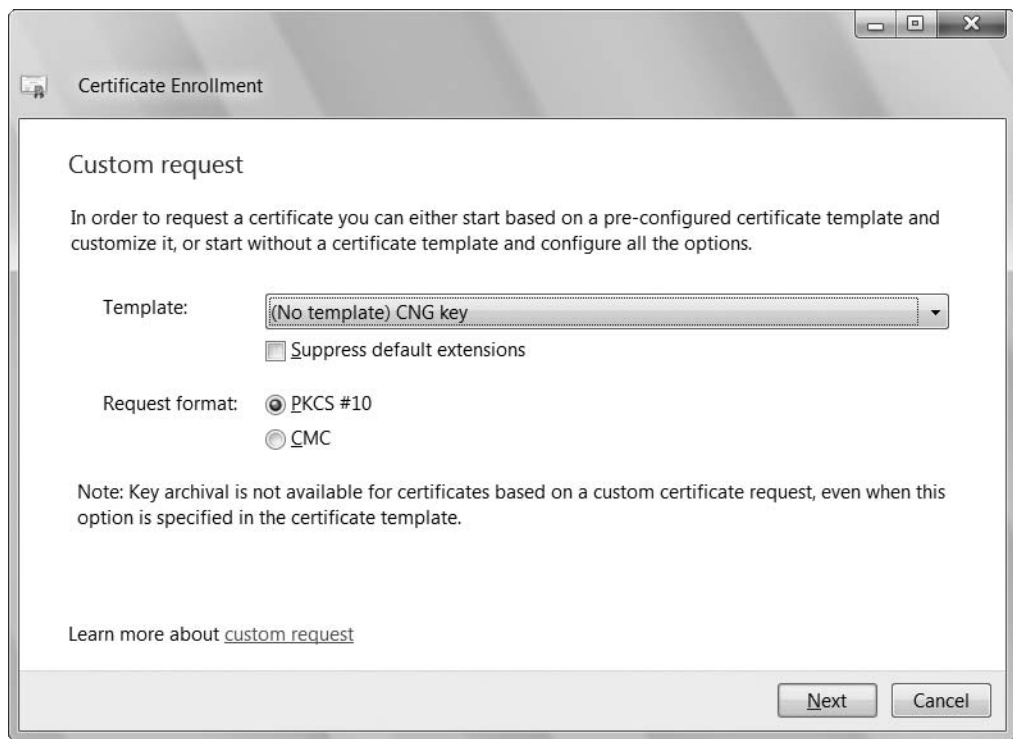 Certificate Enrollment
Custom request
In order to request a certificate you can either start based on a pre-configured certificate template and
customize it, or start without a certificate template and configure all the options.
Template:
(No template) CNG key
Suppress default extensions
Request format:
PKCS #10
CMC
Note: Key archival is not available for certificates based on a custom certificate request, even when this
option is specified in the certificate template.
Learn more about custom request
Next
Cancel